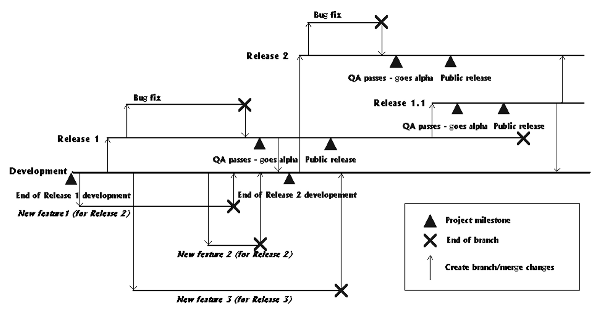 Bug fix
Release 2
QA passes - goes alpha Public release
Bug fix
Release 1.1
QA passes - goes alpha Public release
Release 1
QA passes - goes alpha Public release
Development
End of Release 1 development
End of Release 2 developement
New feature1 (for Release 2)
New feature 2 (for Release 2)
New feature 3 (for Release 3)
Project milestone
End of branch
Create branch/merge changes